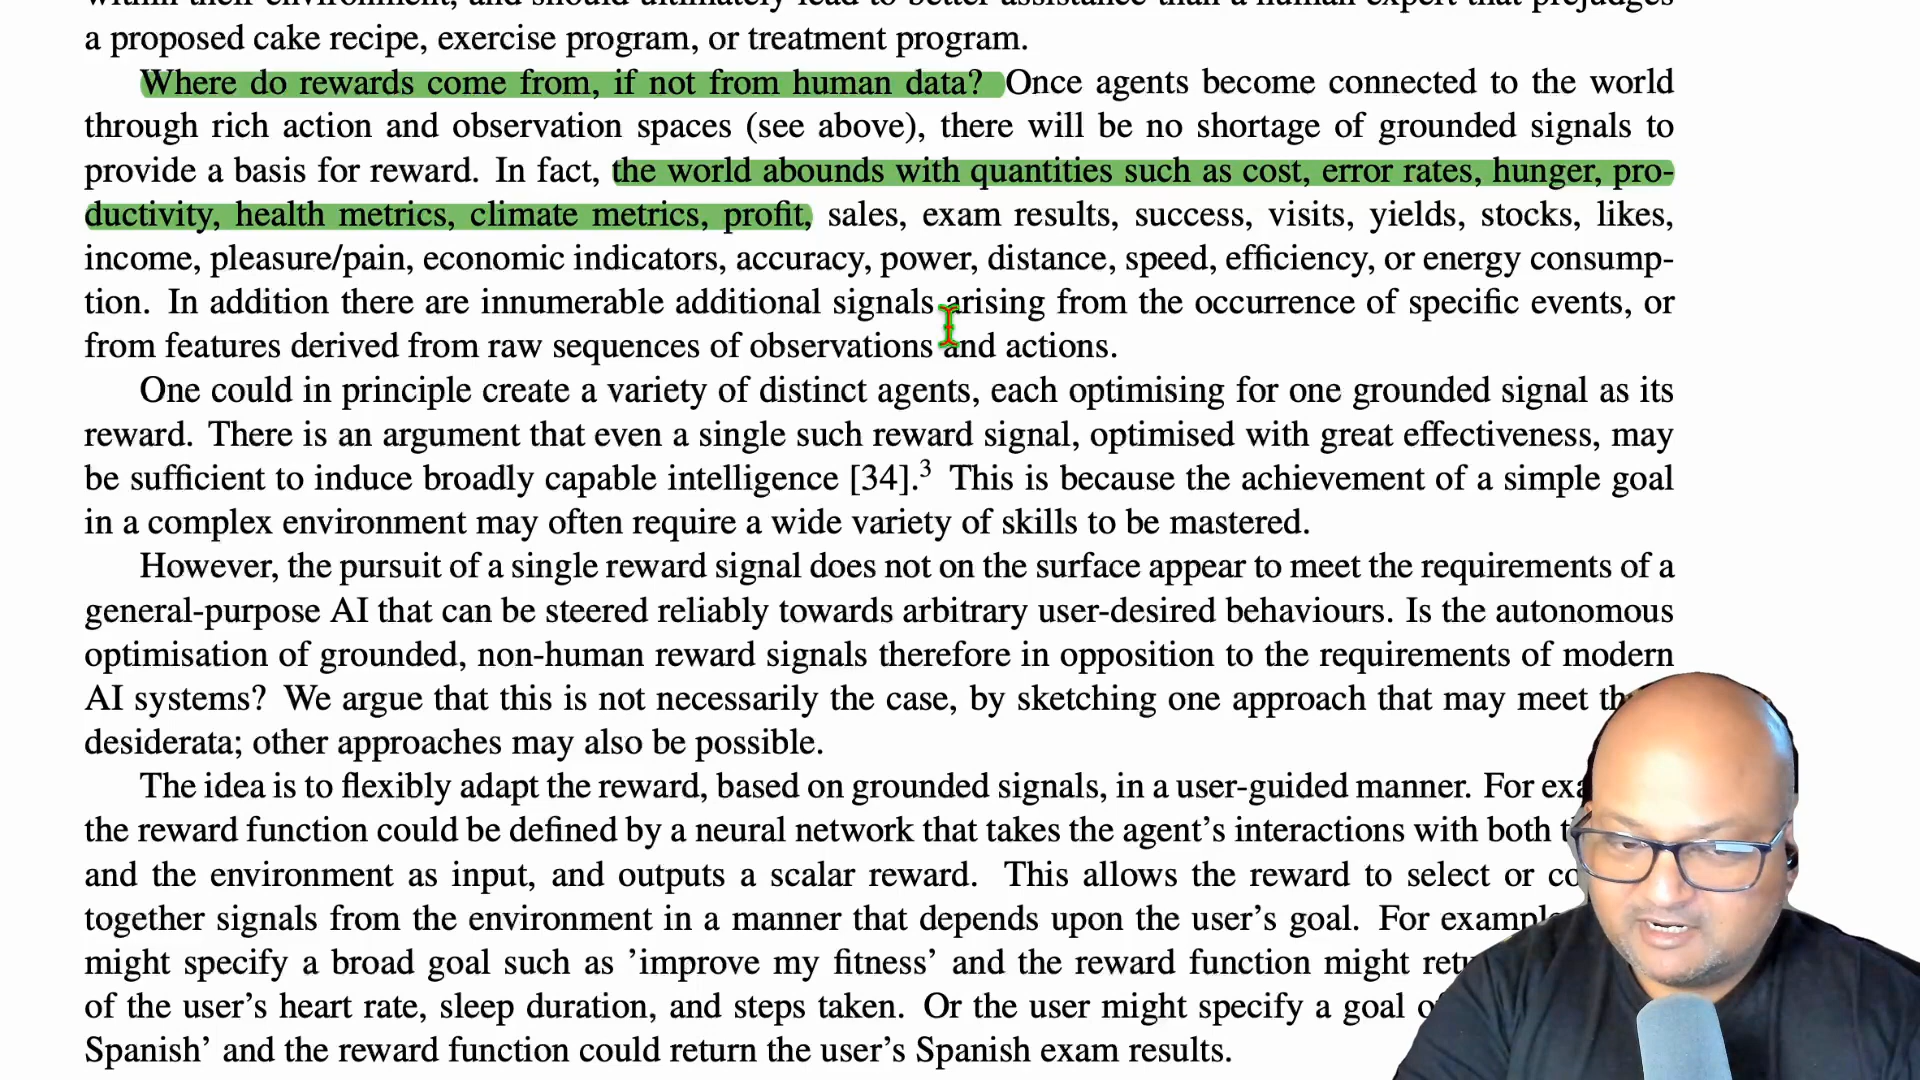 within their environment, and should ultimately lead to better assistance than a human expert that prejudges
a proposed cake recipe, exercise program, or treatment program.
Where do rewards come from, if not from human data? Once agents become connected to the world
through rich action and observation spaces (see above), there will be no shortage of grounded signals to
provide a basis for reward. In fact, the world abounds with quantities such as cost, error rates, hunger, pro-
ductivity, health metrics, climate metrics, profit, sales, exam results, success, visits, yields, stocks, likes,
income, pleasure/pain, economic indicators, accuracy, power, distance, speed, efficiency, or energy consump-
tion. In addition there are innumerable additional signals arising from the occurrence of specific events, or
from features derived from raw sequences of observations and actions.
One could in principle create a variety of distinct agents, each optimising for one grounded signal as its
reward. There is an argument that even a single such reward signal, optimised with great effectiveness, may
be sufficient to induce broadly capable intelligence [34].3 This is because the achievement of a simple goal
in a complex environment may often require a wide variety of skills to be mastered.
However, the pursuit of a single reward signal does not on the surface appear to meet the requirements of a
general-purpose AI that can be steered reliably towards arbitrary user-desired behaviours. Is the autonomous
optimisation of grounded, non-human reward signals therefore in opposition to the requirements of modern
AI systems? We argue that this is not necessarily the case, by sketching one approach that may meet
desiderata; other approaches may also be possible.
The idea is to flexibly adapt the reward, based on grounded signals, in a user-guided manner. For
the reward function could be defined by a neural network that takes the agent's interactions with both
and the environment as input, and outputs a scalar reward. This allows the reward to select or
together signals from the environment in a manner that depends upon the user's goal. For
might specify a broad goal such as 'improve my fitness' and the reward function might
of the user's heart rate, sleep duration, and steps taken. Or the user might specify a goal
Spanish' and the reward function could return the user's Spanish exam results.